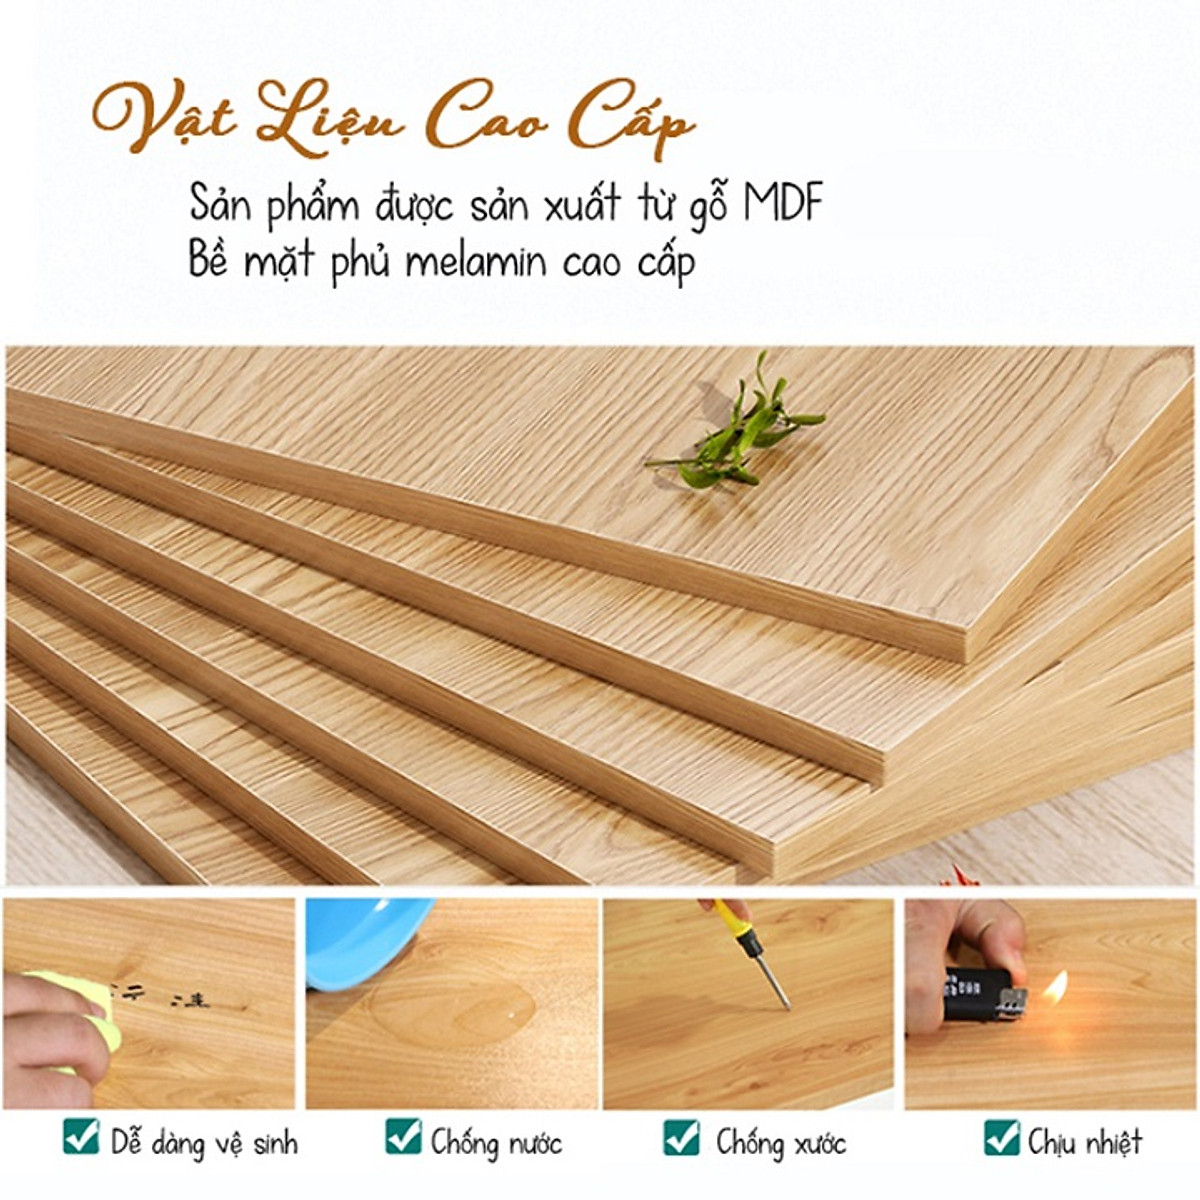 Vật Liệu Cao Cấp
Sản phẩm được sản xuất từ gỗ MDF
Bề mặt phủ melamin cao cấp
Dễ dàng vệ sinh
Chống nước
Chống xước
Chịu nhiệt